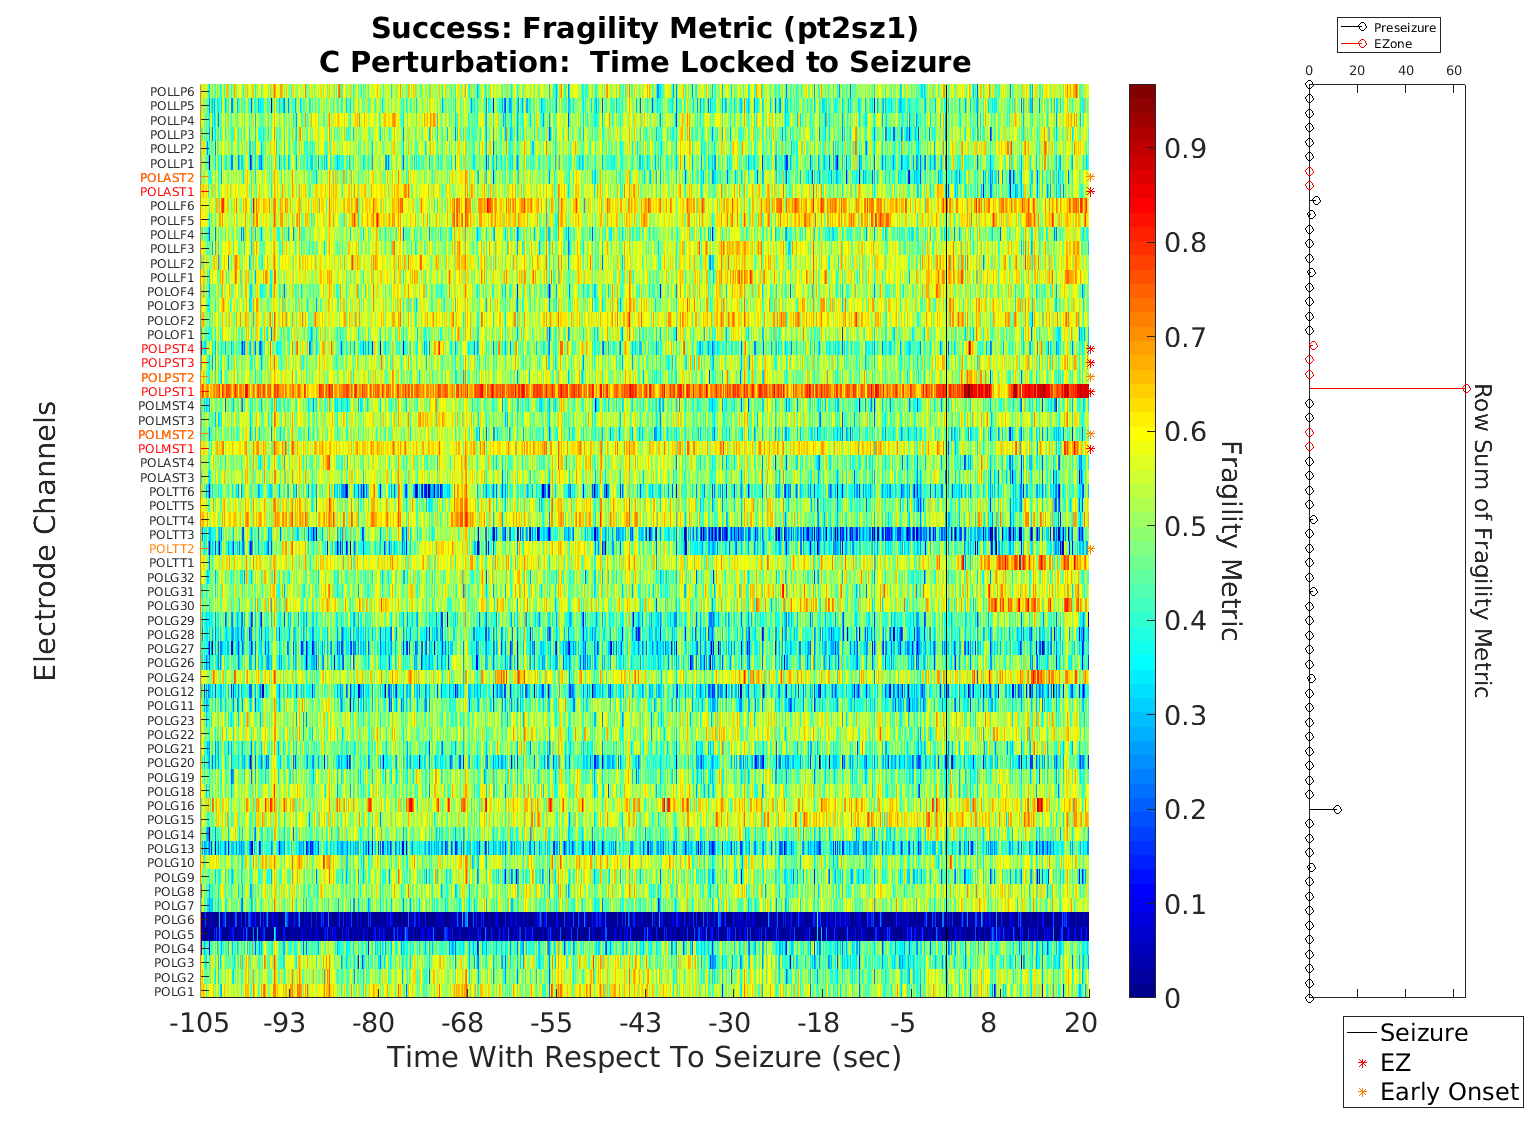 Success: Fragility Metric (pt2sz1)
C Perturbation:  Time Locked to Seizure
Electrode Channels
POLLP6
POLLP5
POLLP4
POLLP3
POLLP2
POLLP1
POLAST2
POLAST1
POLLF6
POLLF5
POLLF4
POLLF3
POLLF2
POLLF1
POLOF4
POLOF3
POLOF2
POLOF1
POLPST4
POLPST3
POLPST2
POLPST1
POLMST4
POLMST3
POLMST2
POLMST1
POLAST4
POLAST3
POLTT6
POLTT5
POLTT4
POLTT3
POLTT2
POLTT1
POLG32
POLG31
POLG30
POLG29
POLG28
POLG27
POLG26
POLG24
POLG12
POLG11
POLG23
POLG22
POLG21
POLG20
POLG19
POLG18
POLG16
POLG15
POLG14
POLG13
POLG10
POLG9
POLG8
POLG7
POLG6
POLG5
POLG4
POLG3
POLG2
POLG1
-105 -93 -80 -68 -55 -43 -30 -18 -5 8 20
Time With Respect To Seizure (sec)
0.9
0.8
0.7
0.6
0.5
0.4
0.3
0.2
0.1
0
Fragility Metric
Preseizure
EZone
0 20 40 60
Row Sum of Fragility Metric
Seizure
EZ
Early Onset